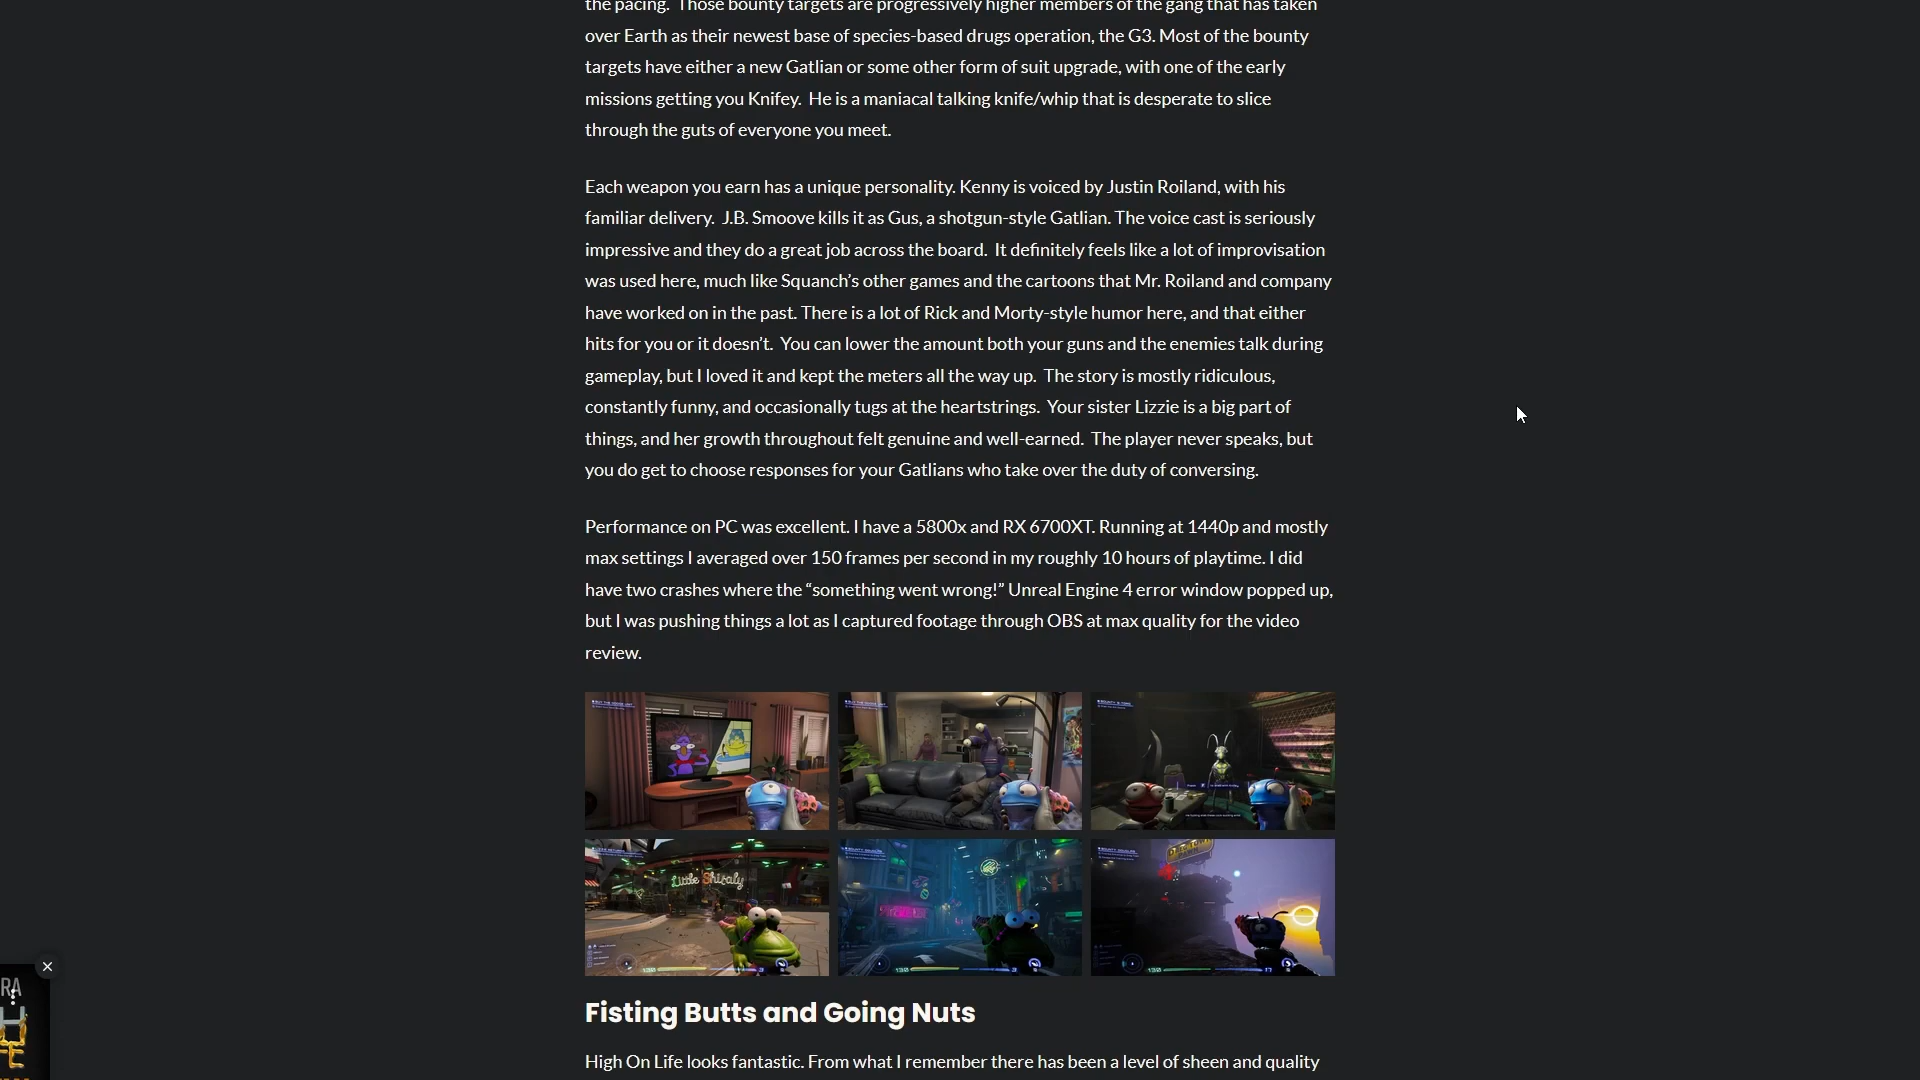 the pacing.  Those bounty targets are progressively higher members of the gang that has taken
over Earth as their newest base of species-based drugs operation, the G3. Most of the bounty
targets have either a new Gatlian or some other form of suit upgrade, with one of the early
missions getting you Knifey.  He is a maniacal talking knife/whip that is desperate to slice
through the guts of everyone you meet.
Each weapon you earn has a unique personality. Kenny is voiced by Justin Roiland, with his
familiar delivery.  J.B. Smoove kills it as Gus, a shotgun-style Gatlian. The voice cast is seriously
impressive and they do a great job across the board.  It definitely feels like a lot of improvisation
was used here, much like Squanch’s other games and the cartoons that Mr. Roiland and company
have worked on in the past. There is a lot of Rick and Morty-style humor here, and that either
hits for you or it doesn’t.  You can lower the amount both your guns and the enemies talk during
gameplay, but I loved it and kept the meters all the way up.  The story is mostly ridiculous,
constantly funny, and occasionally tugs at the heartstrings.  Your sister Lizzie is a big part of
things, and her growth throughout felt genuine and well-earned.  The player never speaks, but
you do get to choose responses for your Gatlians who take over the duty of conversing.
Performance on PC was excellent. I have a 5800x and RX 6700XT. Running at 1440p and mostly
max settings I averaged over 150 frames per second in my roughly 10 hours of playtime. I did
have two crashes where the “something went wrong!” Unreal Engine 4 error window popped up,
but I was pushing things a lot as I captured footage through OBS at max quality for the video
review.
Little Shitaly
130
130
130
RA
Fisting Butts and Going Nuts
High On Life looks fantastic. From what I remember there has been a level of sheen and quality